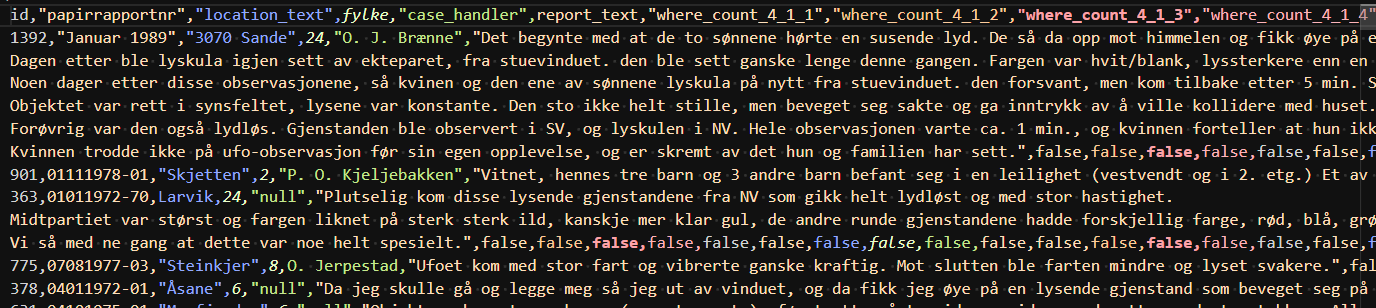 id,"papirrapportnr","location_text",fylke,"case_handler",report_text,"where_count_4_1_1","where_count_4_1_2","where_count_4_1_3","where_count_4_1_4"
1392,"Januar 1989","3070 Sande",24,"O. J. Brænne","Det begynte med at de to sønnene hørte en susende lyd. De så da opp mot himmelen og fikk øye på e
Dagen etter ble lyskula igjen sett av ekteparet, fra stuevinduet. den ble sett ganske lenge denne gangen. Fargen var hvit/blank, lyssterkere enn en
Noen dager etter disse observasjonene, så kvinen og den ene av sønnene lyskula på nytt fra stuevinduet. den forsvant, men kom tilbake etter 5 min. S
Objektet var rett i synsfeltet, lysene var konstante. Den sto ikke helt stille, men beveget seg sakte og ga inntrykk av å ville kollidere med huset.
Forøvrig var den også lydløs. Gjenstanden ble observert i SV, og lyskulen i NV. Hele observasjonen varte ca. 1 min., og kvinnen forteller at hun ikk
Kvinnen trodde ikke på ufo-observasjon før sin egen opplevelse, og er skremt av det hun og familien har sett.",false,false,false,false,false,false,f
901,01111978-01,"Skjetten",2,"P. O. Kjeljebakken","Vitnet, hennes tre barn og 3 andre barn befant seg i en leilighet (vestvendt og i 2. etg.) Et av
363,01011972-70,Larvik,24,"null","Plutselig kom disse lysende gjenstandene fra NV som gikk helt lydløst og med stor hastighet.
Midtpartiet var størst og fargen liknet på sterk sterk ild, kanskje mer klar gul, de andre runde gjenstandene hadde forskjellig farge, rød, blå, grø
Vi så med ne gang at dette var noe helt spesielt.",false,false,false,false,false,false,false,false,false,false,false,false,false,false,false,false,f
775,07081977-03,"Steinkjer",8,O. Jerpestad,"Ufoet kom med stor fart og vibrerte ganske kraftig. Mot slutten ble farten mindre og lyset svakere.",fal
378,04011972-01,"Åsane",6,"null","Da jeg skulle gå og legge meg så jeg ut av vinduet, og da fikk jeg øye på en lysende gjenstand som beveget seg på